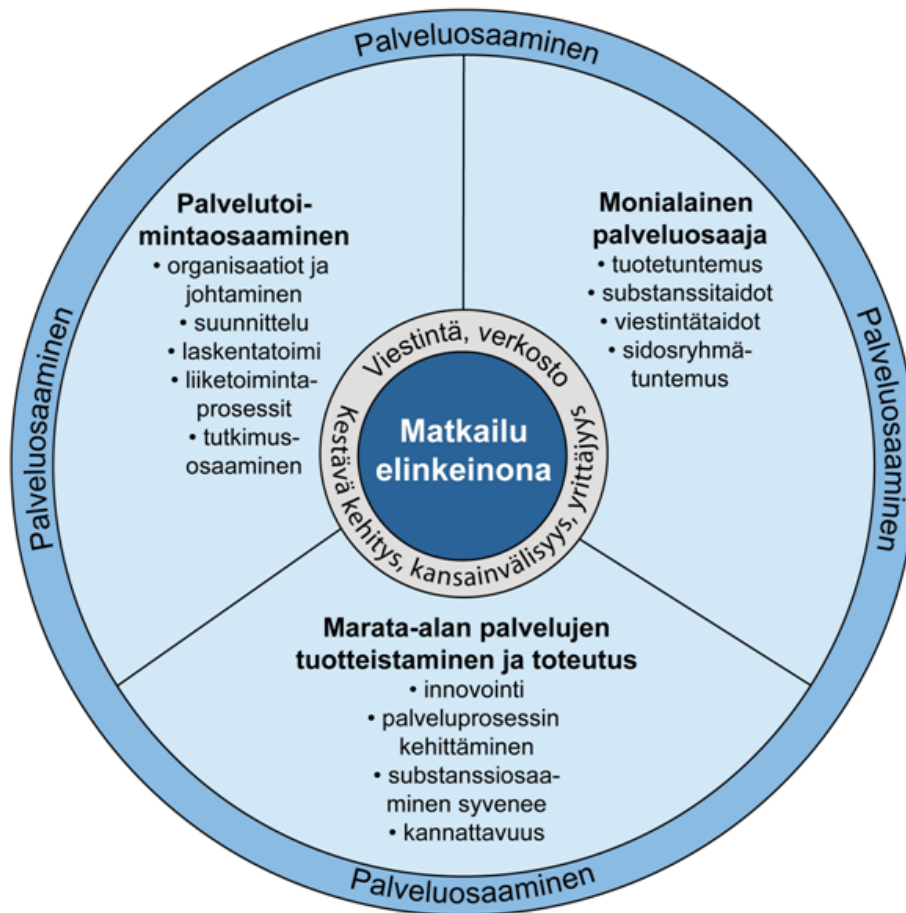 Palveluosaaminen
Palvelutoi-
mintaosaaminen
• organisaatiot ja
johtaminen
• suunnittelu
• laskentatoimi
• liiketoiminta-
prosessit
• tutkimus-
osaaminen
Monialainen
palveluosaaja
• tuotetuntemus
• substanssitaidot
• viestintätaidot
• sidosryhmä-
tuntemus
Palveluosaaminen
Palveluosaaminen
Viestintä, verkosto
Matkailu
elinkeinona
Kestävä kehitys, kansainvälisyys, yrittäjyys
Marata-alan palvelujen
tuotteistaminen ja toteutus
• innovointi
• palveluprosessin
kehittäminen
• substanssiosaa-
minen syvenee
• kannattavuus
Palveluosaaminen